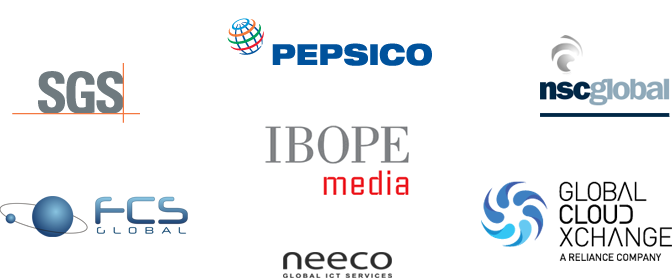 PEPSICO
SGS
nscglobal
IBOPE
media
FCS
GLOBAL
GLOBAL
CLOUD
XCHANGE
A RELIANCE COMPANY
neeco
GLOBAL ICT SERVICES